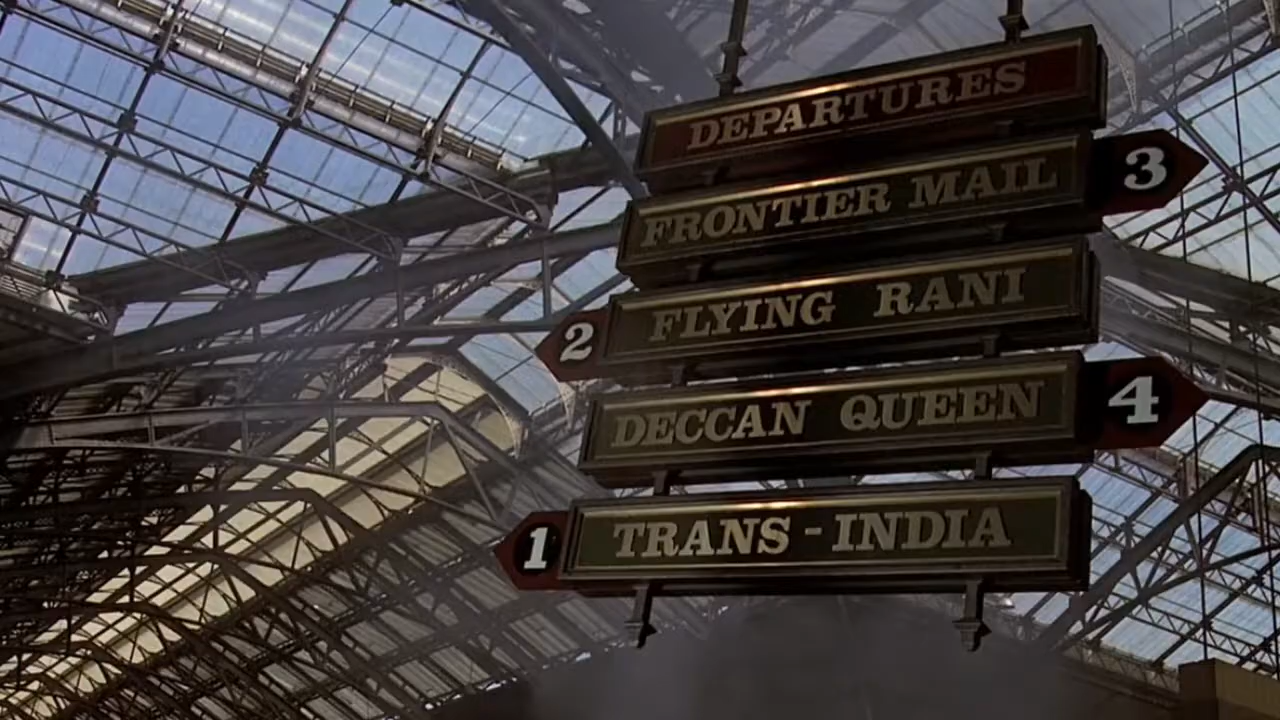 DEPARTURES
FRONTIER MAIL 3
2 FLYING RANI
DECCAN QUEEN 4
1 TRANS-INDIA